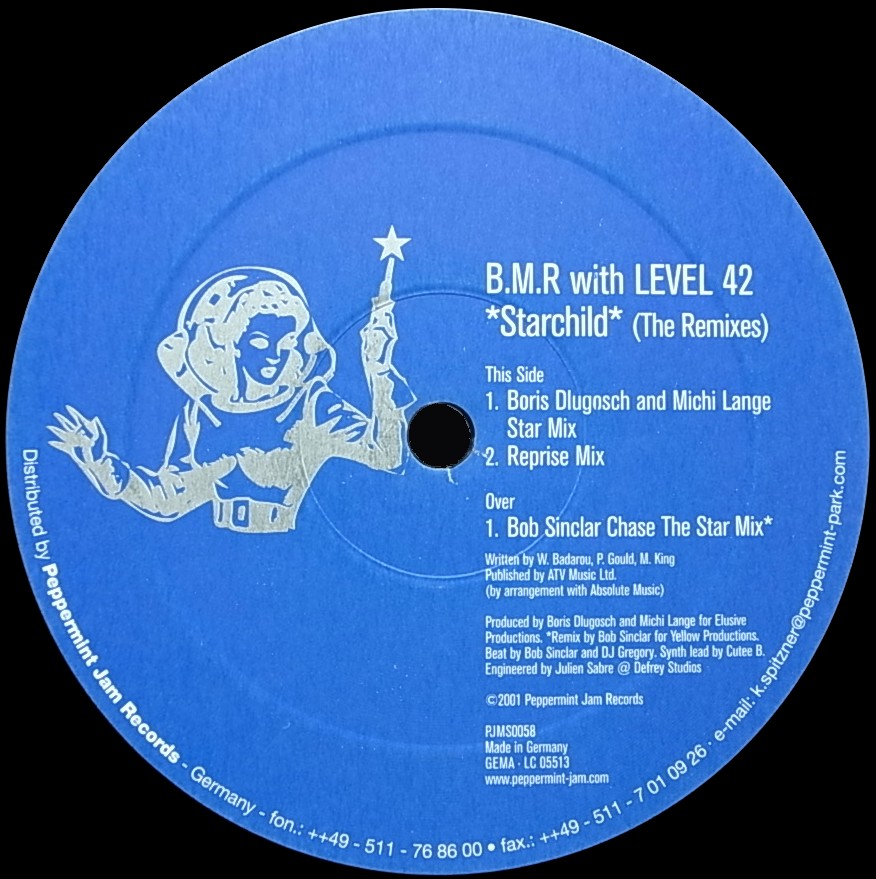 B.M.R with LEVEL 42
*Starchild* (The Remixes)
This Side
1. Boris Dlugosch and Michi Lange
Star Mix
2. Reprise Mix
Over
1. Bob Sinclar Chase The Star Mix*
Written by W. Badarou, P. Gould, M. King
Published by ATV Music Ltd.
(by arrangement with Absolute Music)
Produced by Boris Dlugosch and Michi Lange for Elusive
Productions. *Remix by Bob Sinclar for Yellow Productions.
Beat by Bob Sinclar and DJ Gregory. Synth lead by Cutee B.
Engineered by Julien Sabre @ Defrey Studios
©2001 Peppermint Jam Records
PJMS0058
Made in Germany
GEMA · LC 05513
www.peppermint-jam.com
Distributed by Peppermint Jam Records - Germany - fon.: ++49 - 511 - 76 86 00 • fax.: ++49 - 511 - 7 01 09 26 · e-mail: k.spitzner@peppermint-park.com